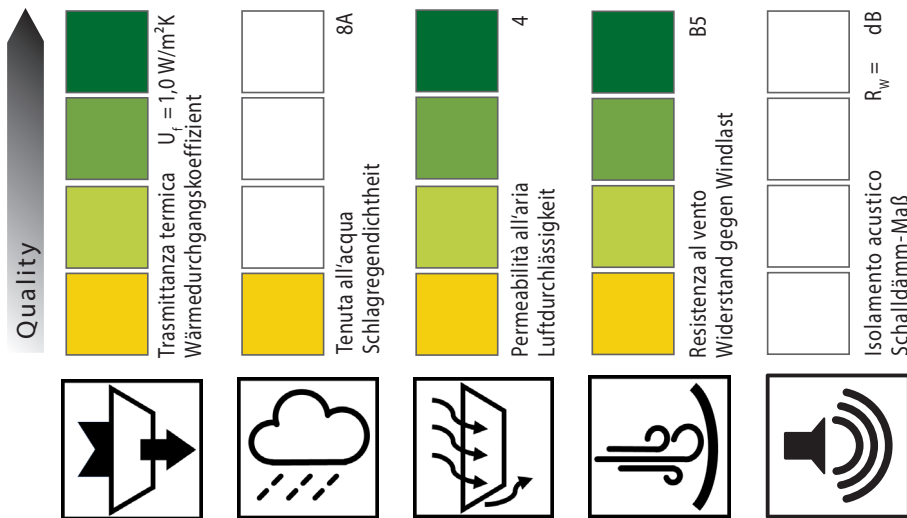 Quality
Trasmittanza termica
Wärmedurchgangskoeffizient
U_f = 1,0 W/m²K
Tenuta all'acqua
Schlagregendichtheit
8A
Permeabilità all'aria
Luftdurchlässigkeit
4
Resistenza al vento
Widerstand gegen Windlast
B5
Isolamento acustico
Schalldämm-Maß
R_w = dB